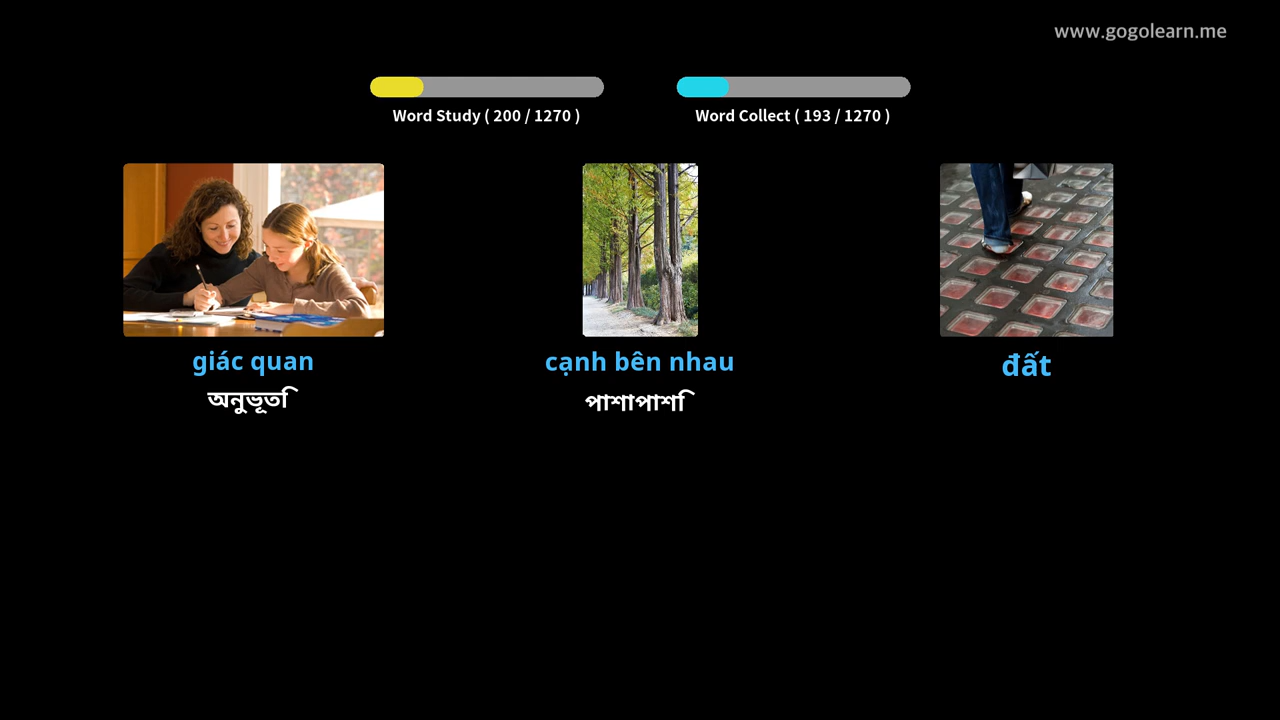 www.gogolearn.me
Word Study ( 200 / 1270 )
Word Collect ( 193 / 1270 )
giác quan
cạnh bên nhau
đất
অনুভূতি
পাশাপাশি